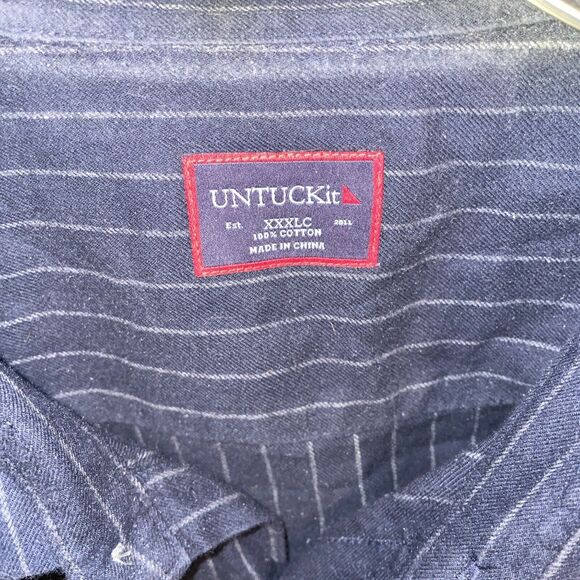 UNTUCKit
Est. XXXLC 2011
100% COTTON
MADE IN CHINA